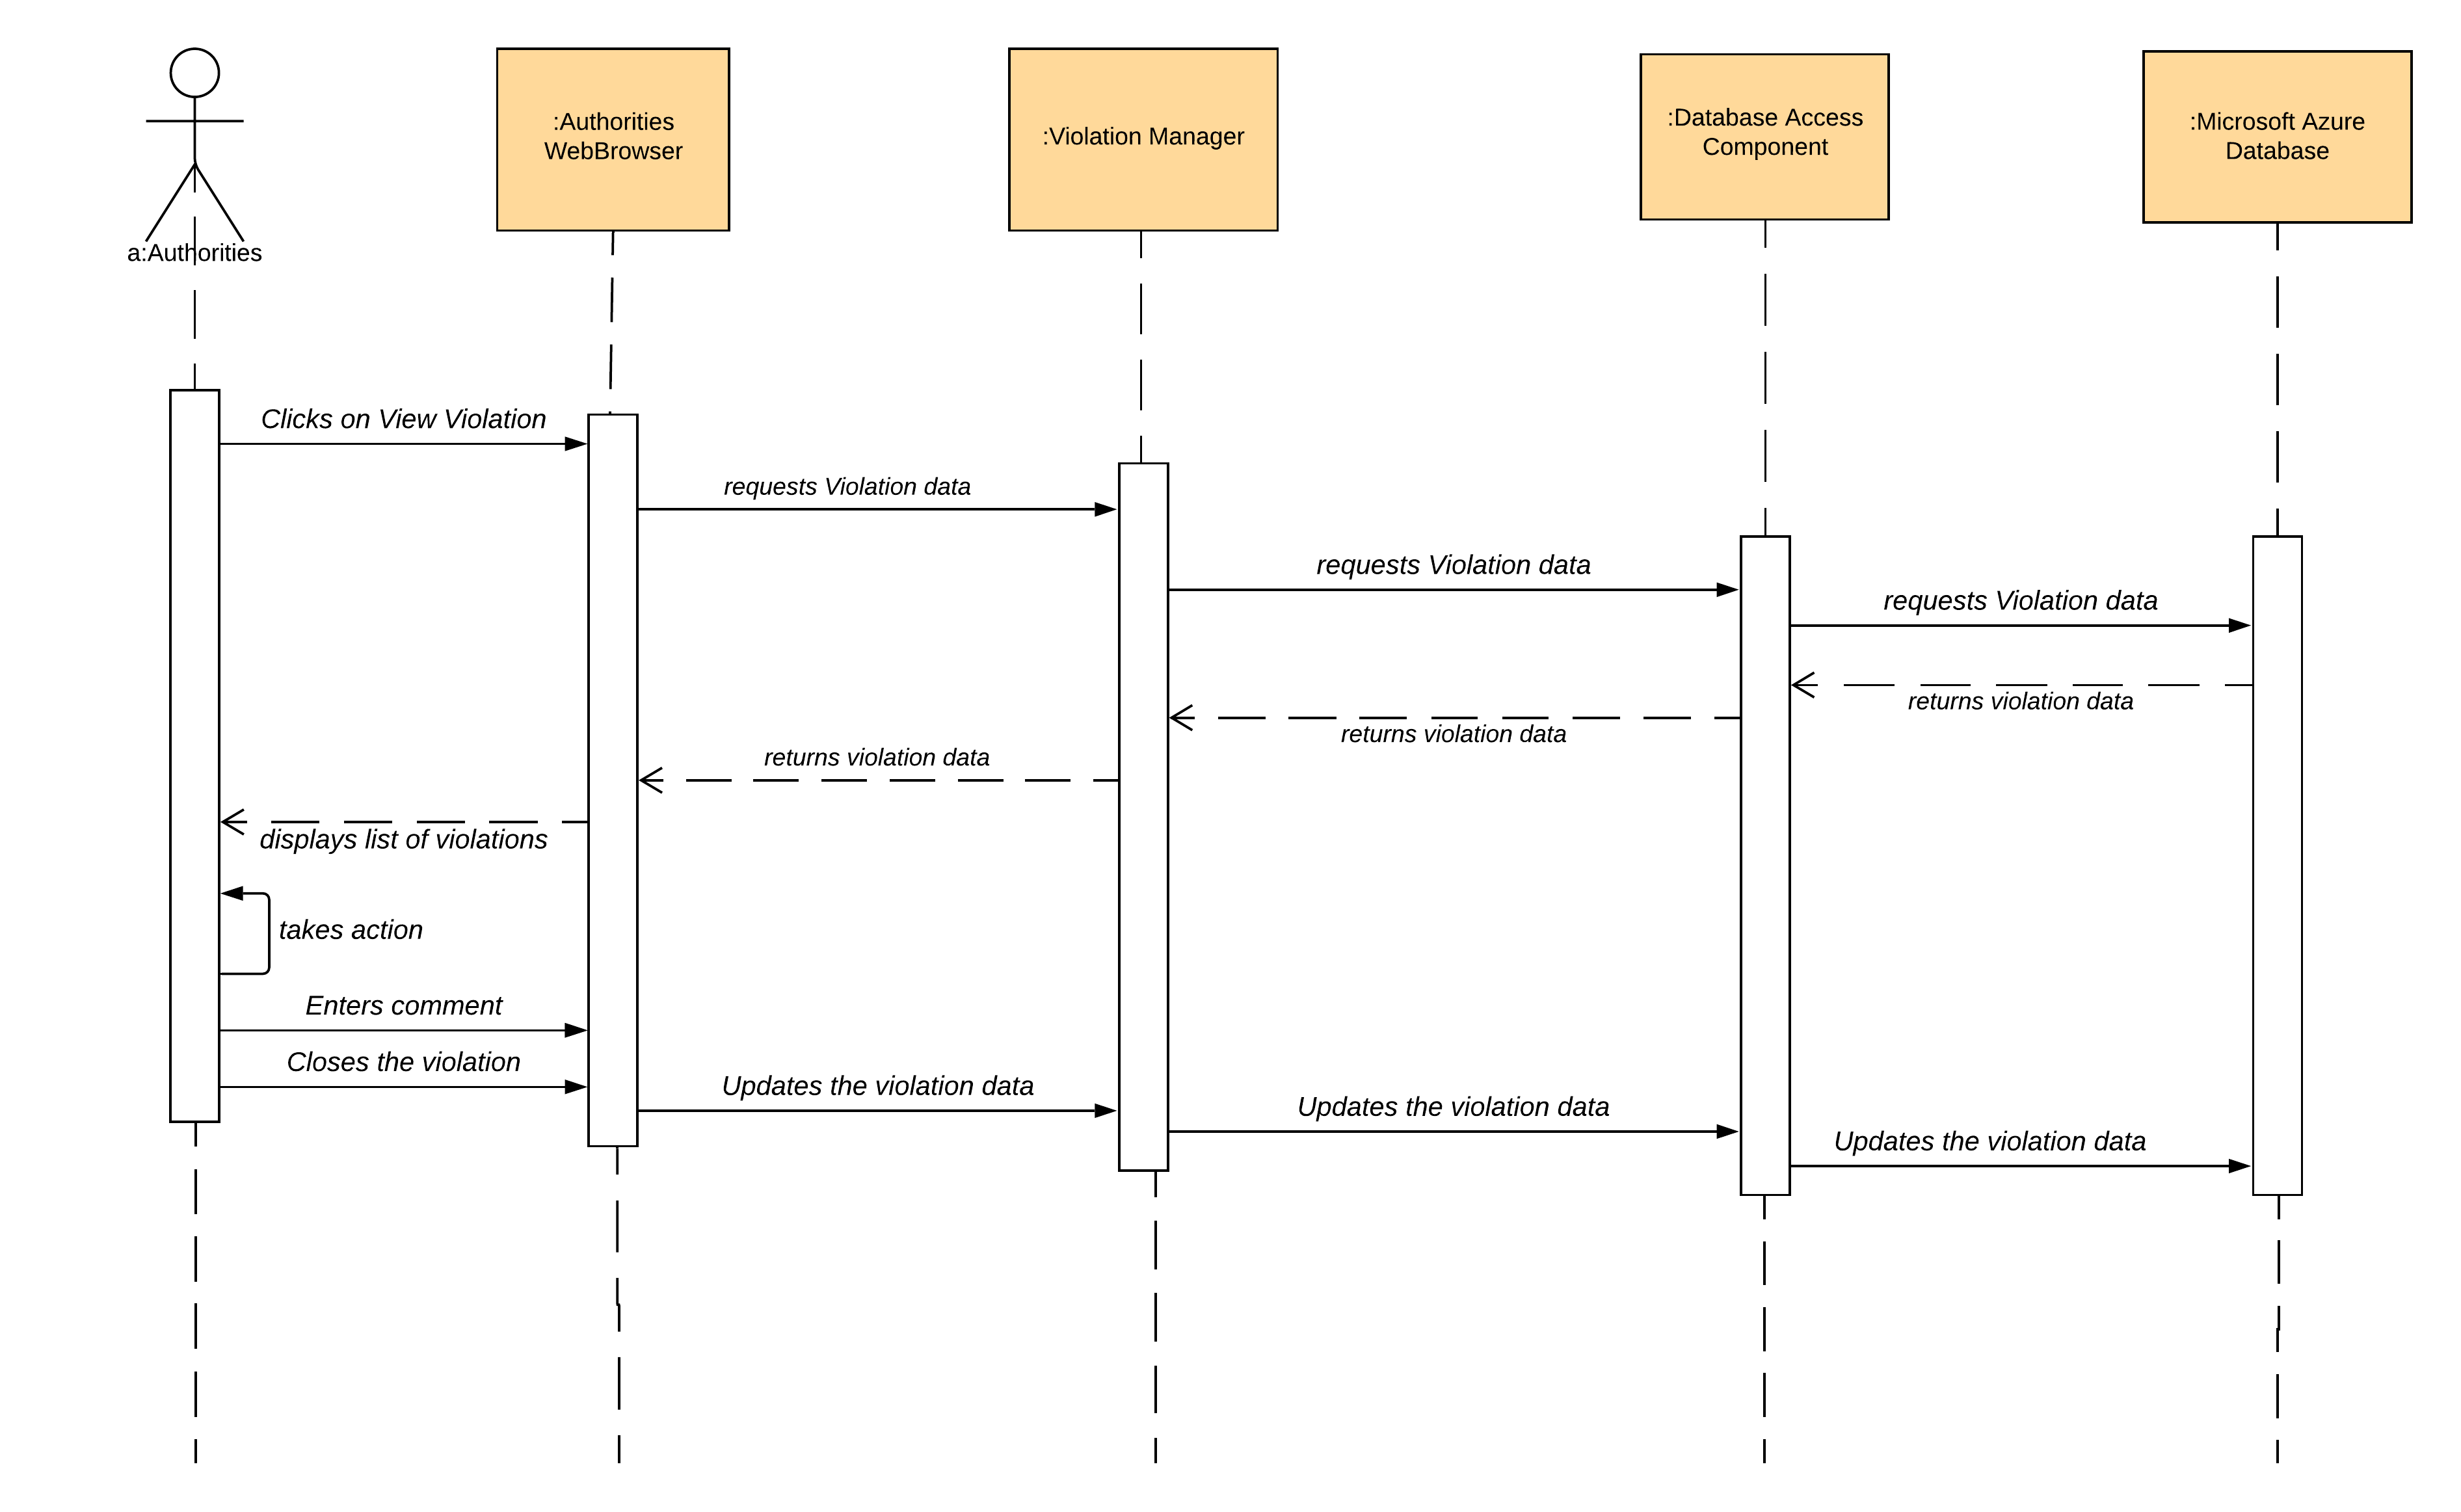 :Authorities
WebBrowser
:Violation Manager
:Database Access
Component
:Microsoft Azure
Database
a:Authorities
Clicks on View Violation
requests Violation data
requests Violation data
requests Violation data
returns violation data
returns violation data
returns violation data
displays list of violations
takes action
Enters comment
Closes the violation
Updates the violation data
Updates the violation data
Updates the violation data